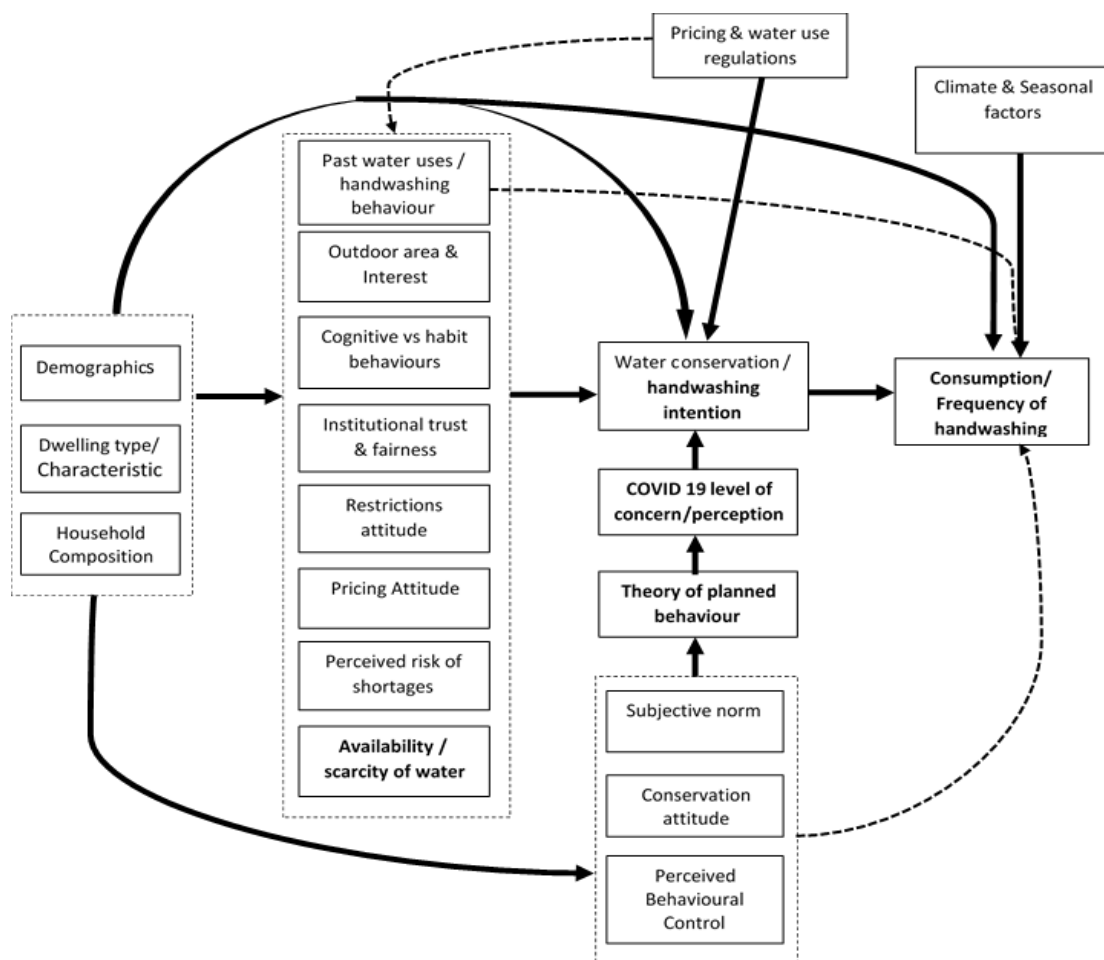 Pricing & water use
regulations
Climate & Seasonal
factors
Past water uses /
handwashing
behaviour
Outdoor area &
Interest
Cognitive vs habit
behaviours
Institutional trust
& fairness
Restrictions
attitude
Pricing Attitude
Perceived risk of
shortages
Availability /
scarcity of water
Demographics
Dwelling type/
Characteristic
Household
Composition
Water conservation /
handwashing
intention
COVID 19 level of
concern/perception
Theory of planned
behaviour
Subjective norm
Conservation
attitude
Perceived
Behavioural
Control
Consumption/
Frequency of
handwashing